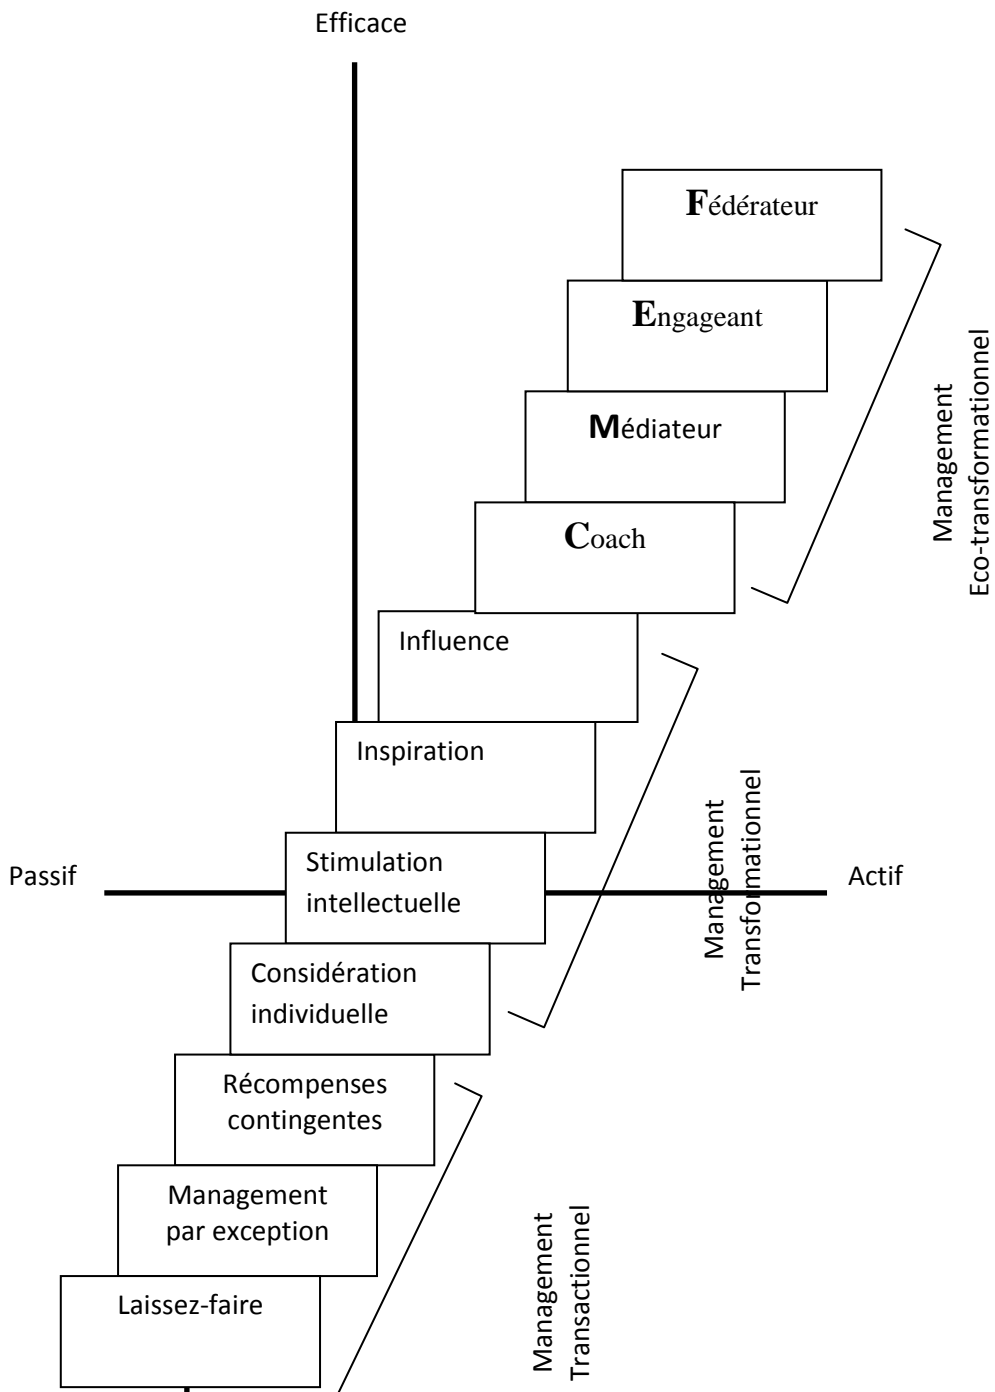 Efficace
Fédérateur
Engageant
Médiateur
Coach
Management
Eco-transformationnel
Influence
Inspiration
Passif
Stimulation
intellectuelle
Actif
Management
Transformationnel
Considération
individuelle
Récompenses
contingentes
Management
par exception
Laissez-faire
Management
Transactionnel